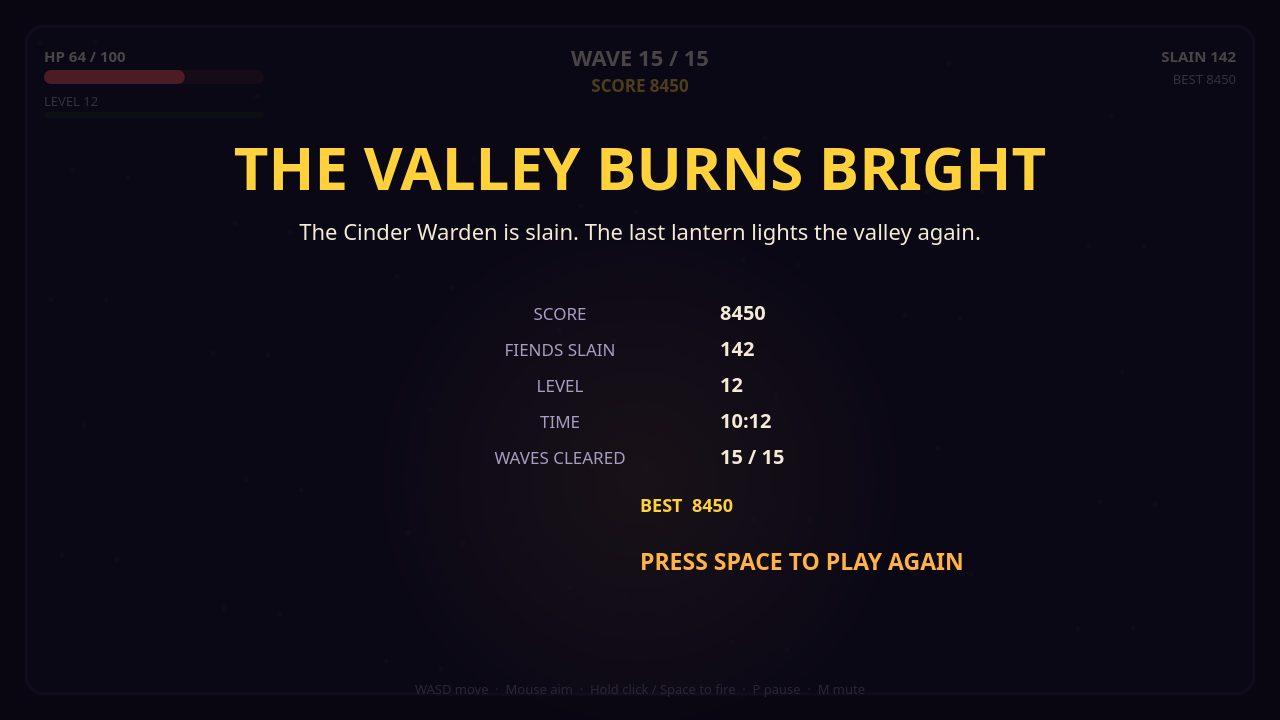 HP 64 / 100
WAVE 15 / 15
SLAIN 142
SCORE 8450
BEST 8450
LEVEL 12
THE VALLEY BURNS BRIGHT
The Cinder Warden is slain. The last lantern lights the valley again.
SCORE 8450
FIENDS SLAIN 142
LEVEL 12
TIME 10:12
WAVES CLEARED 15 / 15
BEST 8450
PRESS SPACE TO PLAY AGAIN
WASD move · Mouse aim · Hold click / Space to fire · P pause · M mute